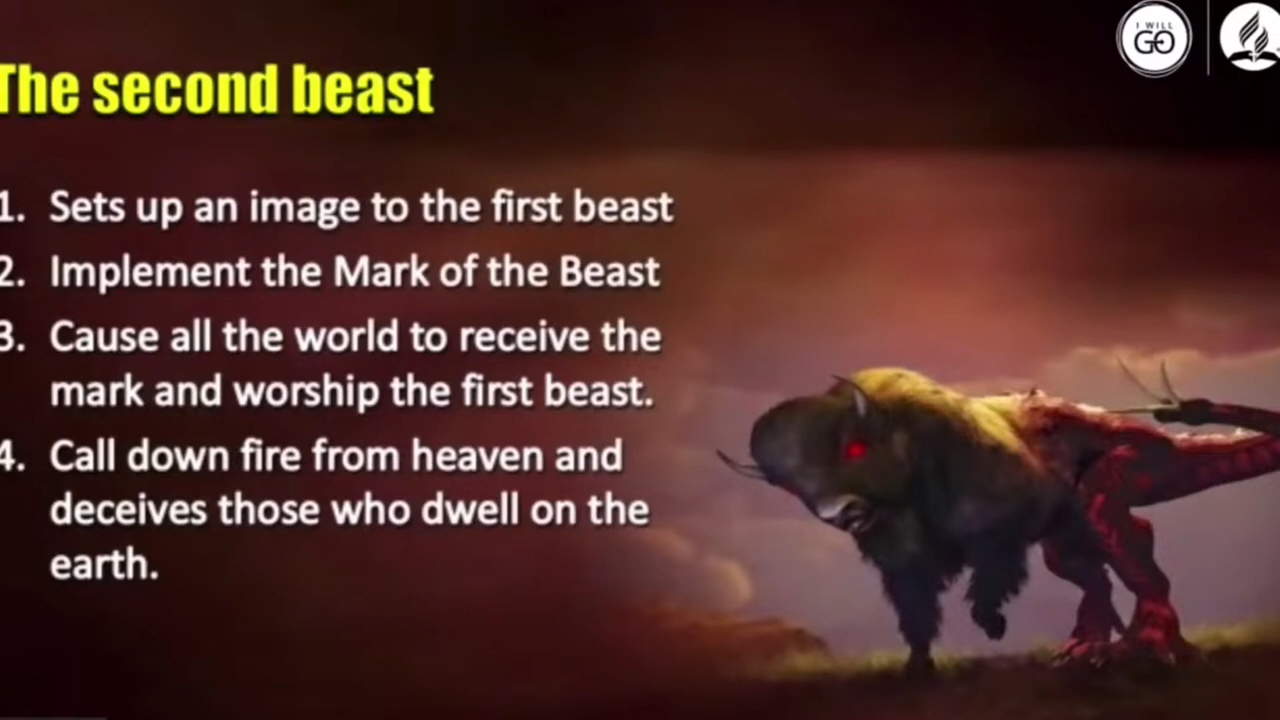 I WILL
GO
The second beast
1. Sets up an image to the first beast
2. Implement the Mark of the Beast
3. Cause all the world to receive the
mark and worship the first beast.
4. Call down fire from heaven and
deceives those who dwell on the
earth.